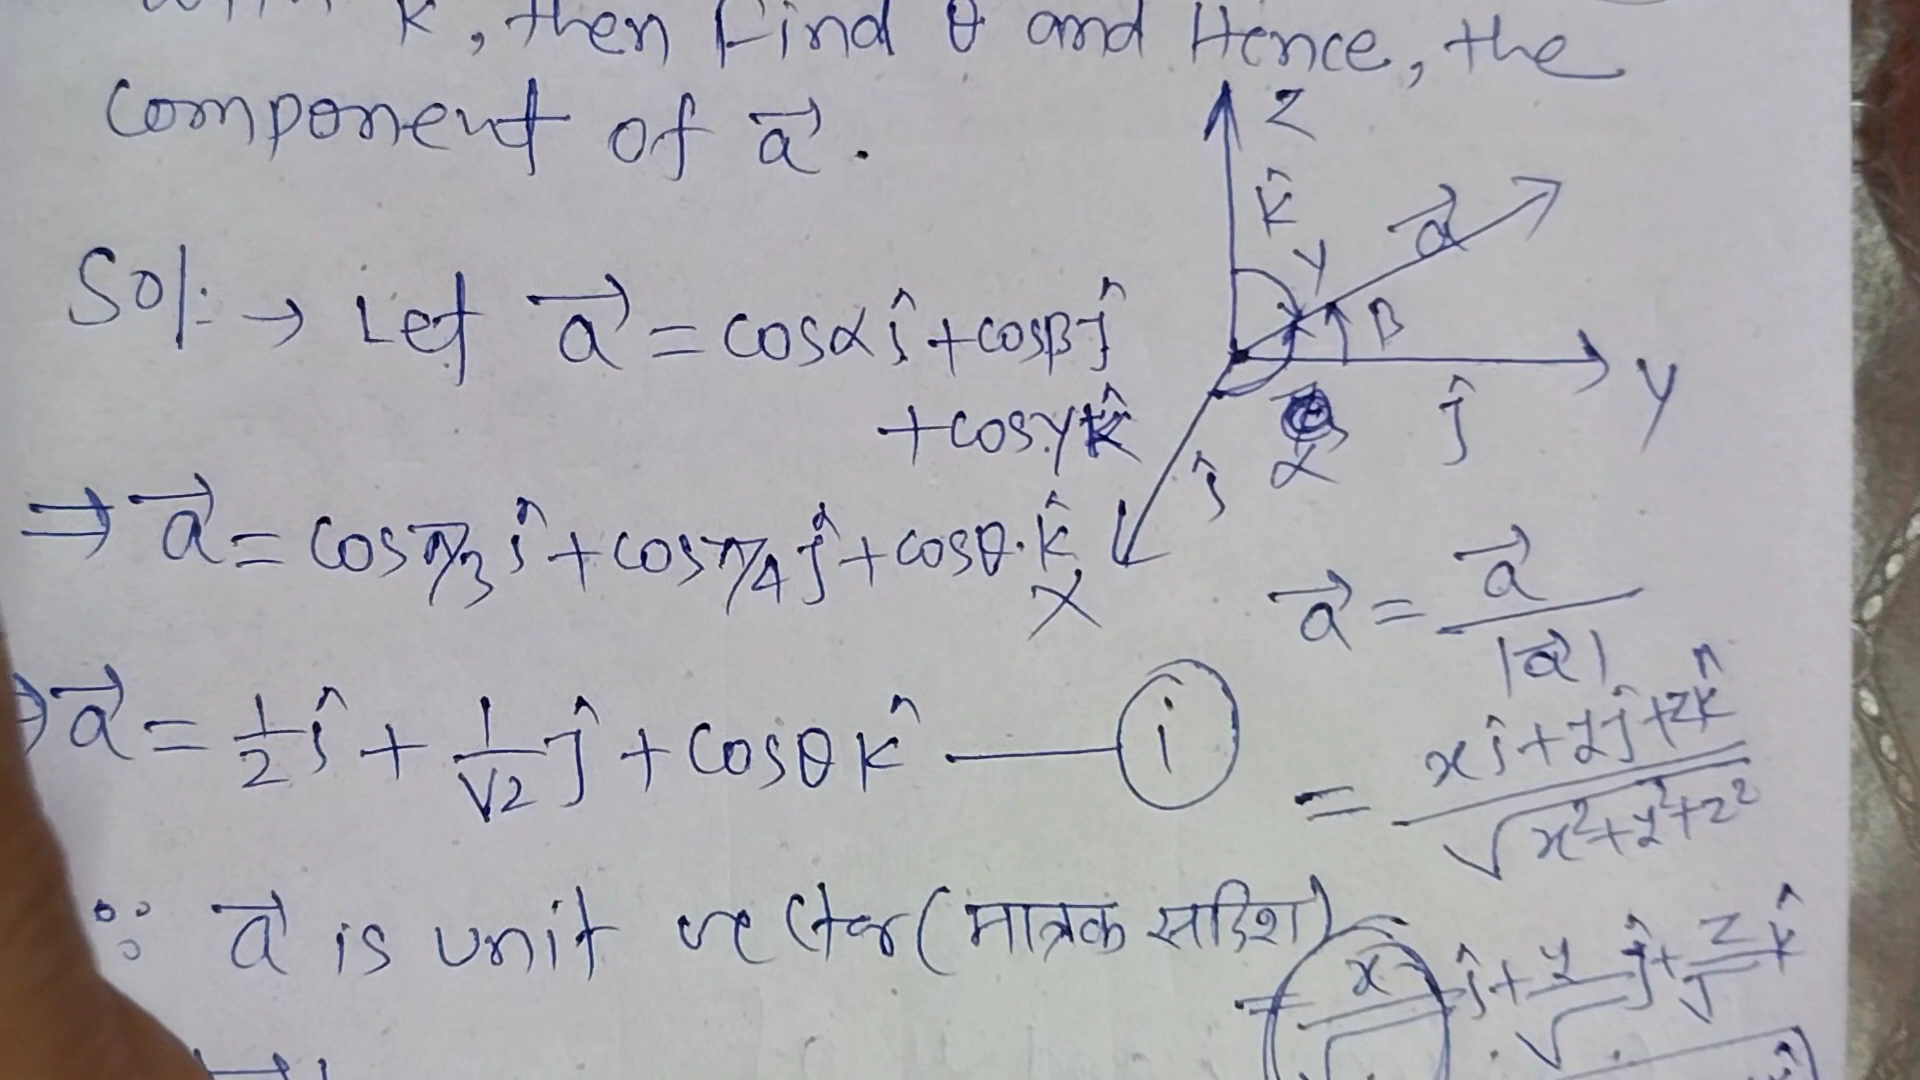 k̂, then Find θ and Hence, the
component of a⃗.
Sol: → Let a⃗ = cosα î + cosβ ĵ
+ cosγ k̂
⇒ a⃗ = cos π/3 î + cos π/4 ĵ + cosθ · k̂
⇒ a⃗ = 1/2 î + 1/√2 ĵ + cosθ k̂ — (i)
∵ a⃗ is unit vector (मात्रक सदिश)
Z
k̂
γ
a⃗
β
Y
ĵ
α
î
X
a⃗ = a⃗/|a⃗|
= xî + yĵ + zk̂ / √x²+y²+z²
= x/√ î + y/√ ĵ + z/√ k̂